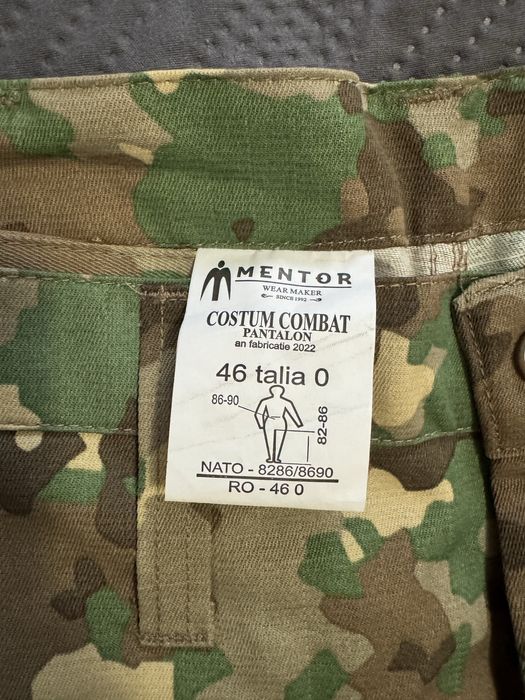 MENTOR
WEAR MAKER
SINCE 1992
COSTUM COMBAT
PANTALON
an fabricatie 2022
46 talia 0
86-90
82-86
NATO - 8286/8690
RO - 46 0